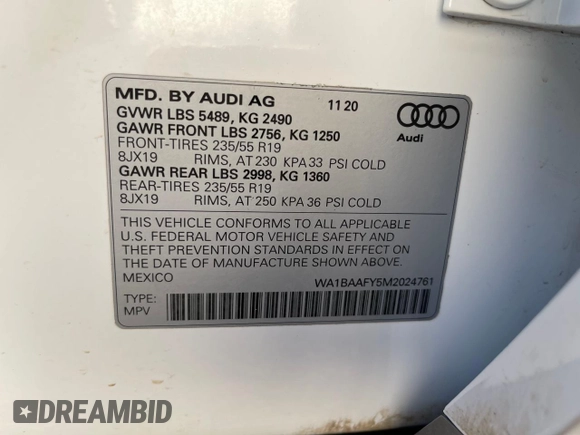 MFD. BY AUDI AG 11 20
GVWR LBS 5489, KG 2490
GAWR FRONT LBS 2756, KG 1250
FRONT-TIRES 235/55 R19
8JX19 RIMS, AT 230 KPA 33 PSI COLD
GAWR REAR LBS 2998, KG 1360
REAR-TIRES 235/55 R19
8JX19 RIMS, AT 250 KPA 36 PSI COLD
Audi
THIS VEHICLE CONFORMS TO ALL APPLICABLE
U.S. FEDERAL MOTOR VEHICLE SAFETY AND
THEFT PREVENTION STANDARDS IN EFFECT ON
THE DATE OF MANUFACTURE SHOWN ABOVE.
MEXICO WA1BAAFY5M2024761
TYPE:
MPV
DREAMBID